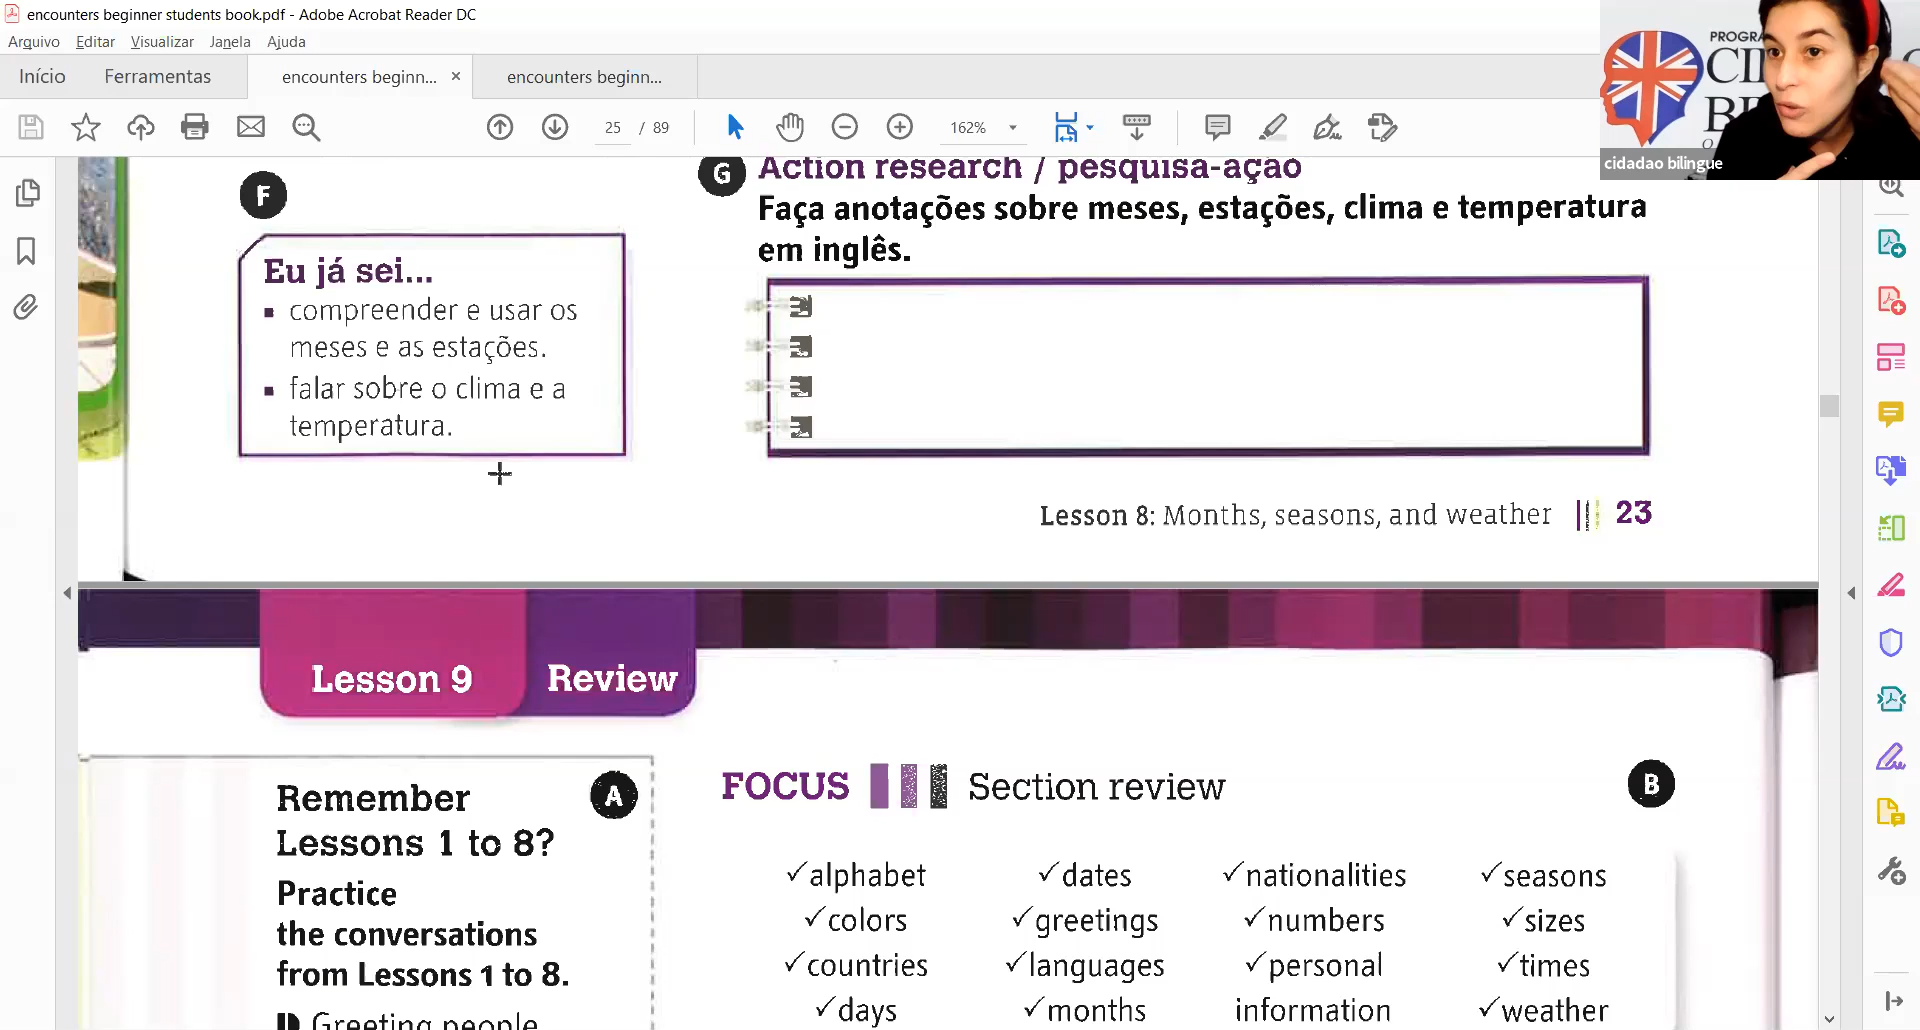 encounters beginner students book.pdf - Adobe Acrobat Reader DC
Arquivo Editar Visualizar Janela Ajuda
Início Ferramentas encounters beginn... × encounters beginn...
25 / 89 162%
PROGRA
cidadao bilingue
F
Eu já sei...
▪ compreender e usar os
meses e as estações.
▪ falar sobre o clima e a
temperatura.
G Action research / pesquisa-ação
Faça anotações sobre meses, estações, clima e temperatura
em inglês.
Lesson 8: Months, seasons, and weather 23
Lesson 9 Review
A
Remember
Lessons 1 to 8?
Practice
the conversations
from Lessons 1 to 8.
Greeting people
FOCUS Section review B
✓alphabet ✓dates ✓nationalities ✓seasons
✓colors ✓greetings ✓numbers ✓sizes
✓countries ✓languages ✓personal ✓times
✓days ✓months information ✓weather